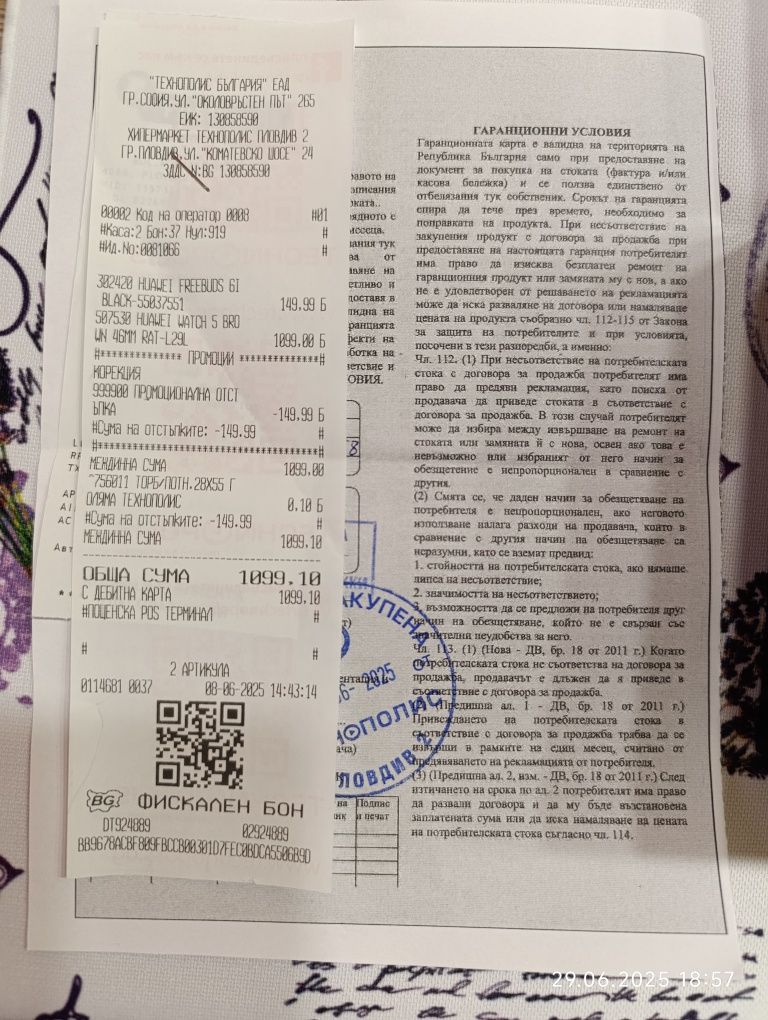 "ТЕХНОПОЛИС БЪЛГАРИЯ" ЕАД
ГР.СОФИЯ,УЛ."ОКОЛОВРЪСТЕН ПЪТ" 265
ЕИК: 130858590
ХИПЕРМАРКЕТ ТЕХНОПОЛИС ПЛОВДИВ 2
ГР.ПЛОВДИВ,УЛ."КОМАТЕВСКО ШОСЕ" 24
ЗДДС N:BG 130858590
00002 Код на оператор 0008 #01
#Каса:2 Бон:37 Нул:919 #
#Ид.No:0081066 #
302420 HUAWEI FREEBUDS 6I
BLACK-55037551 149,99 Б
507530 HUAWEI WATCH 5 BRO
WN 46MM RAT-L29L 1099.00 Б
#************** ПРОМОЦИИ **************#
КОРЕКЦИЯ
999900 ПРОМОЦИОНАЛНА ОТСТ
ЪПКА -149.99 Б
#Сума на отстъпките: -149.99 #
МЕЖДИННА СУМА 1099.00
^756011 ТОРБ/ПОТН.28X55 Г
ОЛЯМА ТЕХНОПОЛИС 0,10 Б
#Сума на отстъпките: -149.99 #
МЕЖДИННА СУМА 1099.10
ОБЩА СУМА 1099.10
С ДЕБИТНА КАРТА 1099.10
#ПОЩЕНСКА POS ТЕРМИНАЛ #
# #
2 АРТИКУЛА
0114681 0037 08-06-2025 14:43:14
BG ФИСКАЛЕН БОН
DT924889 02924889
ГАРАНЦИОННИ УСЛОВИЯ
Гаранционната карта е валидна на територията на
Република България само при предоставяне на
документ за покупка на стоката (фактура и/или
касова бележка) и се ползва единствено от
отбелязания тук собственик. Срокът на гаранцията
спира да тече през времето, необходимо за
поправката на продукта. При несъответствие на
закупения продукт с договора за продажба при
предоставяне на настоящата гаранция потребителят
има право да изисква безплатен ремонт на
гаранционния продукт или замяната му с нов, а ако
не е удовлетворен от решаването на рекламацията
може да иска разваляне на договора или намаляване
цената на продукта съобразно чл. 112-115 от Закона
за защита на потребителите и при условията,
посочени в тези разпоредби, а именно:
Чл. 112. (1) При несъответствие на потребителската
стока с договора за продажба потребителят има
право да предяви рекламация, като поиска от
продавача да приведе стоката в съответствие с
договора за продажба. В този случай потребителят
може да избира между извършване на ремонт на
стоката или замяната й с нова, освен ако това е
невъзможно или избраният от него начин за
обезщетение е непропорционален в сравнение с
другия.
(2) Смята се, че даден начин за обезщетяване на
потребителя е непропорционален, ако неговото
използване налага разходи на продавача, които в
сравнение с другия начин на обезщетяване са
неразумни, като се вземат предвид:
1. стойността на потребителската стока, ако нямаше
липса на несъответствие;
2. значимостта на несъответствието;
3. възможността да се предложи на потребителя друг
начин на обезщетяване, който не е свързан със
значителни неудобства за него.
Чл. 113. (1) (Нова - ДВ, бр. 18 от 2011 г.) Когато
потребителската стока не съответства на договора за
продажба, продавачът е длъжен да я приведе в
съответствие с договора за продажба.
(2) (Предишна ал. 1 - ДВ, бр. 18 от 2011 г.)
Привеждането на потребителската стока в
съответствие с договора за продажба трябва да се
извърши в рамките на един месец, считано от
предявяването на рекламацията от потребителя.
(3) (Предишна ал. 2, изм. - ДВ, бр. 18 от 2011 г.) След
изтичането на срока по ал. 2 потребителят има право
да развали договора и да му бъде възстановена
заплатената сума или да иска намаляване на цената
на потребителската стока съгласно чл. 114.
ЗАКУПЕНА ОТ
2025
ТЕХНОПОЛИС
ПЛОВДИВ 2
Подпис
и печат
29.06.2025 18:57